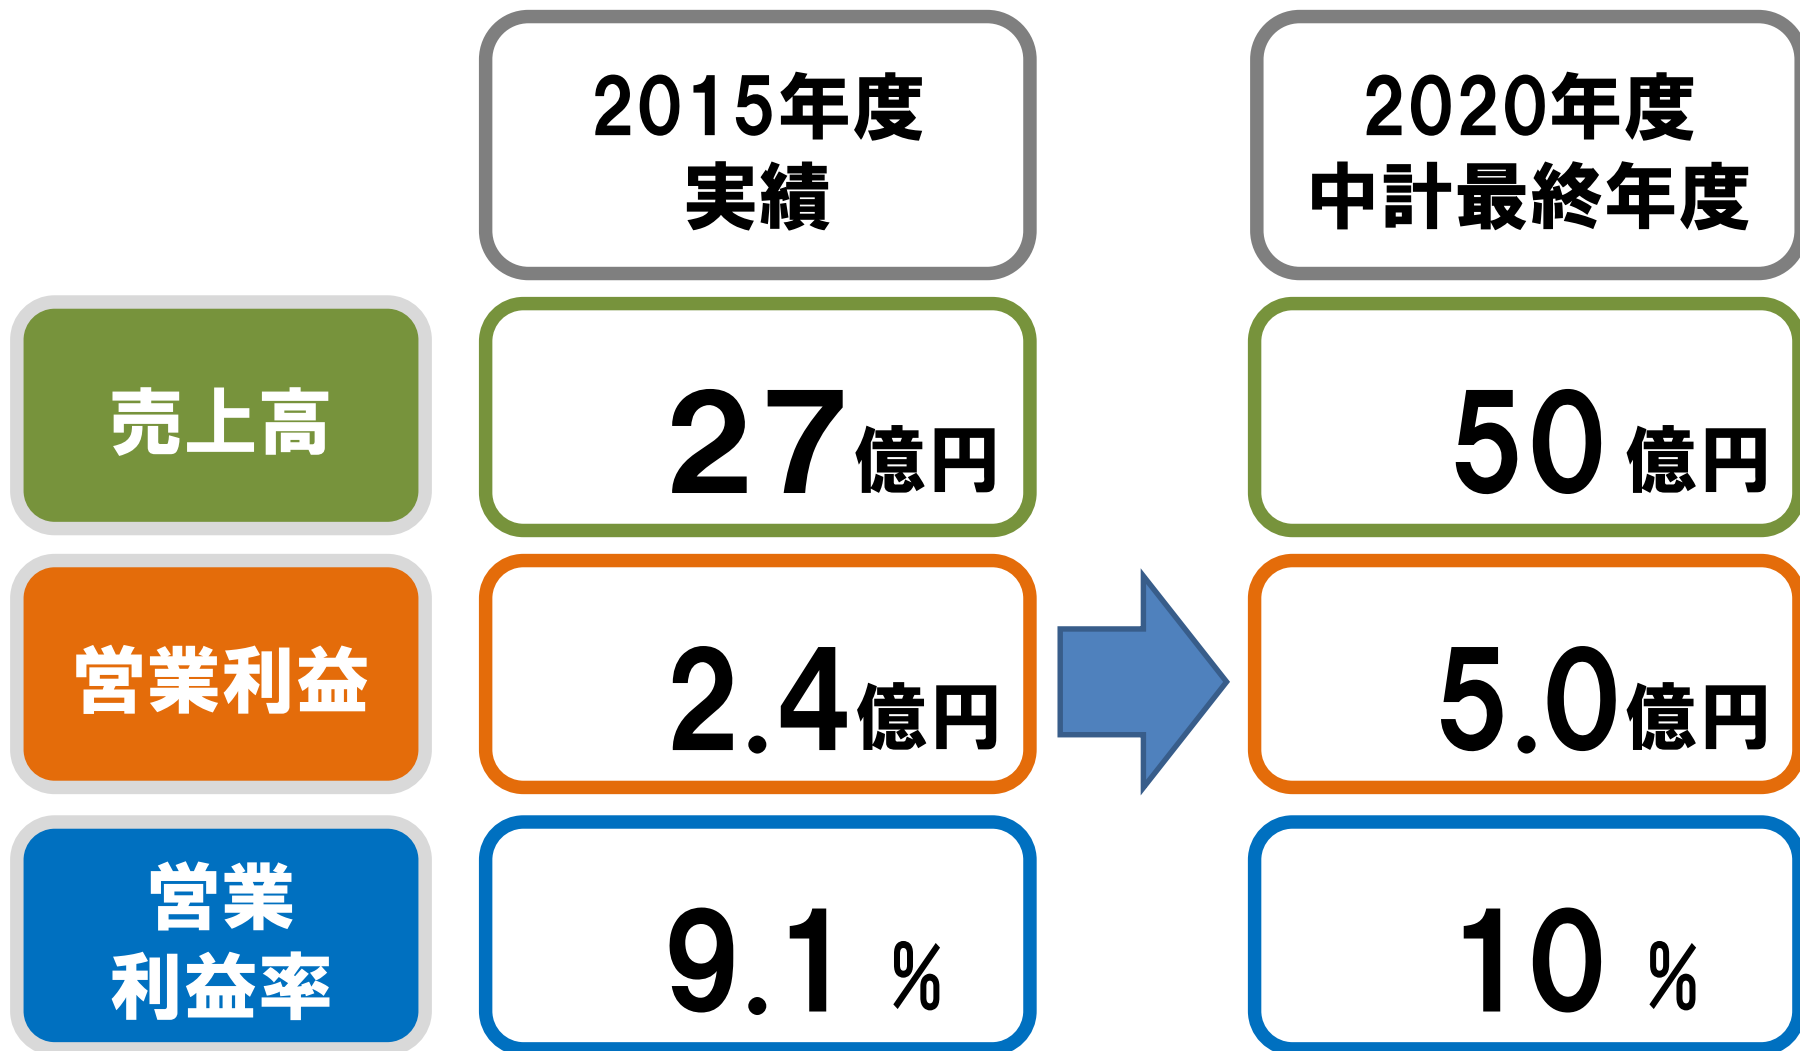 2015年度
実績
2020年度
中計最終年度
売上高
27億円
50億円
営業利益
2.4億円
5.0億円
営業
利益率
9.1 %
10 %